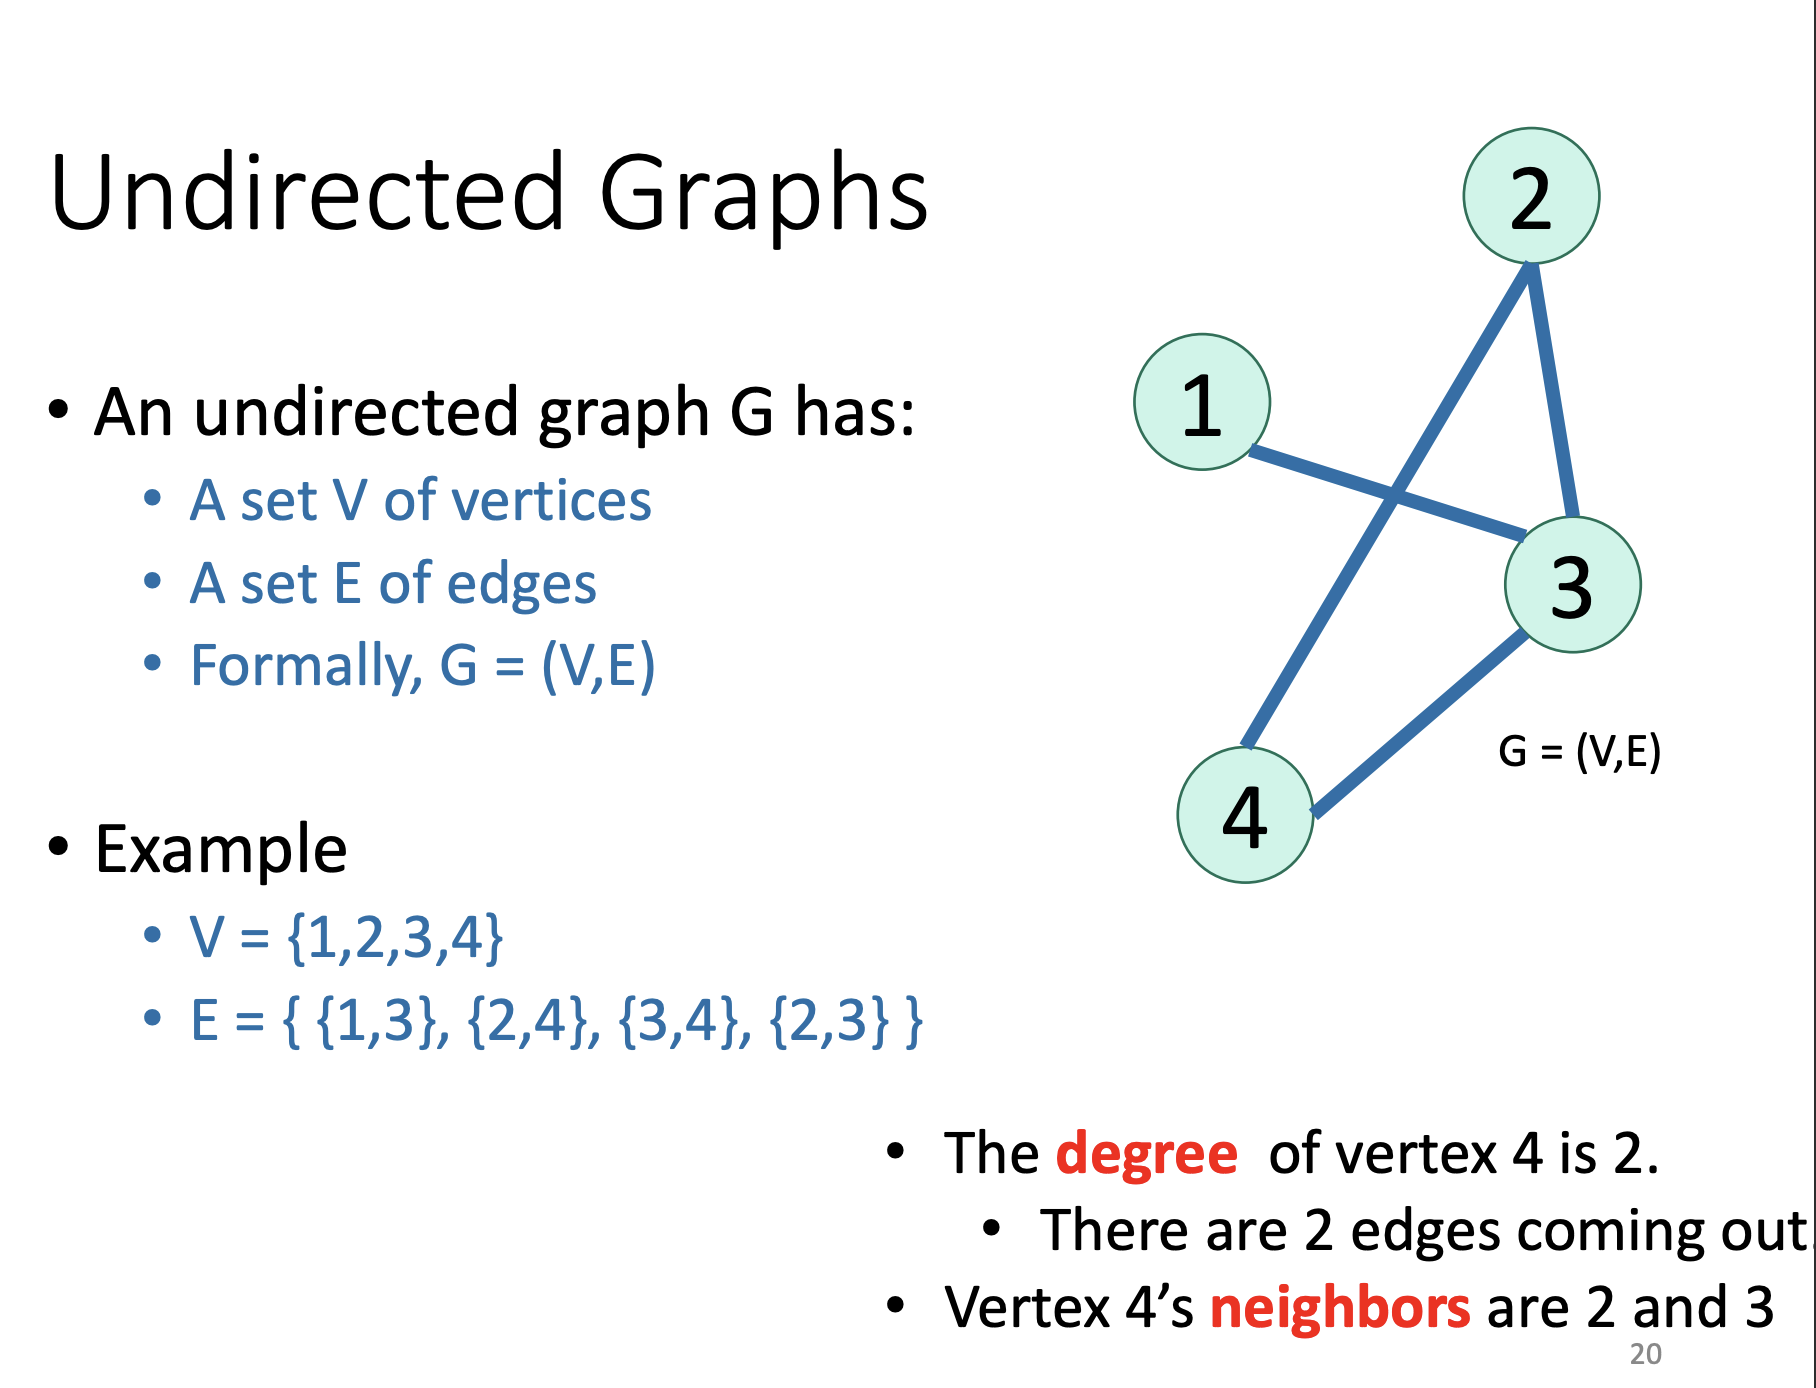 Undirected Graphs
• An undirected graph G has:
• A set V of vertices
• A set E of edges
• Formally, G = (V,E)
• Example
• V = {1,2,3,4}
• E = { {1,3}, {2,4}, {3,4}, {2,3} }
2
1
3
4
G = (V,E)
• The degree of vertex 4 is 2.
• There are 2 edges coming out.
• Vertex 4’s neighbors are 2 and 3
20